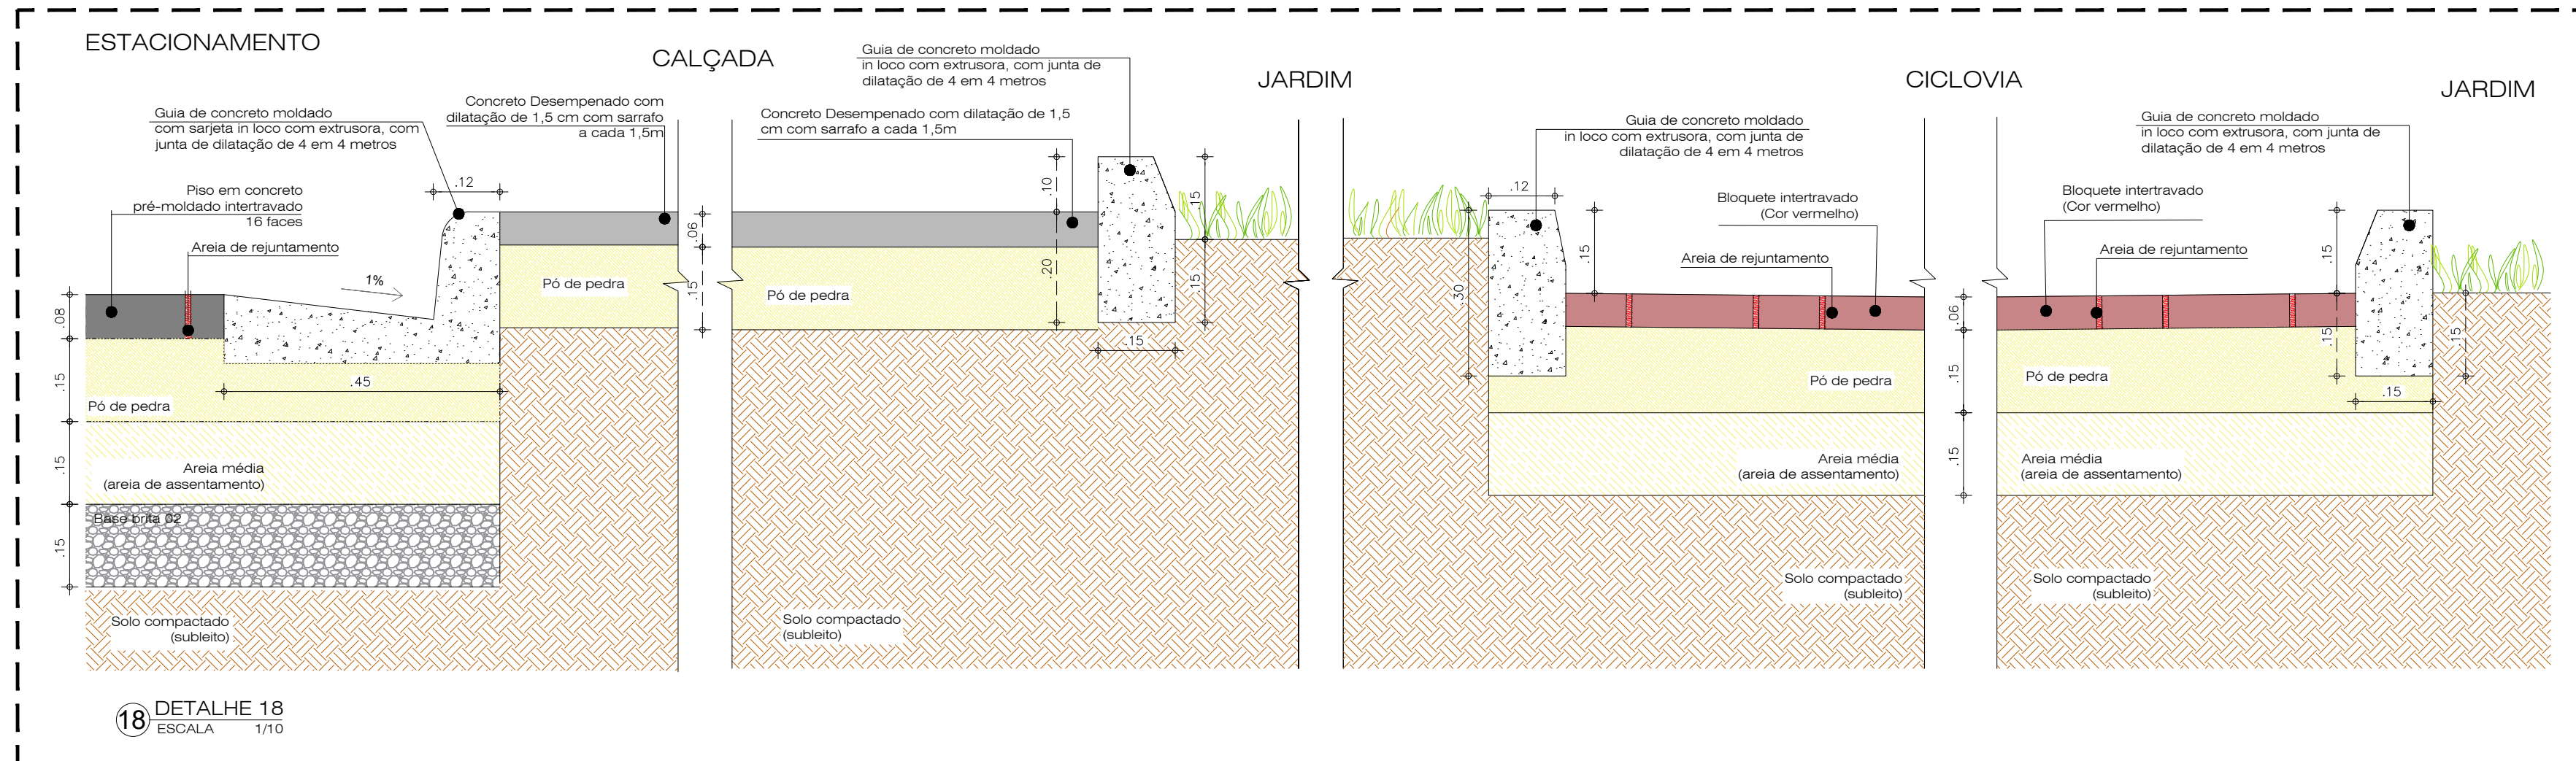 ESTACIONAMENTO
CALÇADA
JARDIM
CICLOVIA
JARDIM
Guia de concreto moldado
com sarjeta in loco com extrusora, com
junta de dilatação de 4 em 4 metros
Piso em concreto
pré-moldado intertravado
16 faces
Areia de rejuntamento
1%
.12
.08
.15
.15
.15
.45
Pó de pedra
Areia média
(areia de assentamento)
Base brita 02
Solo compactado
(subleito)
Concreto Desempenado com
dilatação de 1,5 cm com sarrafo
a cada 1,5m
Pó de pedra
.06
.15
Guia de concreto moldado
in loco com extrusora, com junta de
dilatação de 4 em 4 metros
Concreto Desempenado com dilatação de 1,5
cm com sarrafo a cada 1,5m
Pó de pedra
.10
.20
.15
.15
.15
Solo compactado
(subleito)
Guia de concreto moldado
in loco com extrusora, com junta de
dilatação de 4 em 4 metros
.12
.30
.15
Bloquete intertravado
(Cor vermelho)
Areia de rejuntamento
Pó de pedra
Areia média
(areia de assentamento)
Solo compactado
(subleito)
.06
.15
.15
Guia de concreto moldado
in loco com extrusora, com junta de
dilatação de 4 em 4 metros
Bloquete intertravado
(Cor vermelho)
Areia de rejuntamento
.15
.15
.15
.15
Pó de pedra
Areia média
(areia de assentamento)
Solo compactado
(subleito)
18 DETALHE 18
ESCALA 1/10